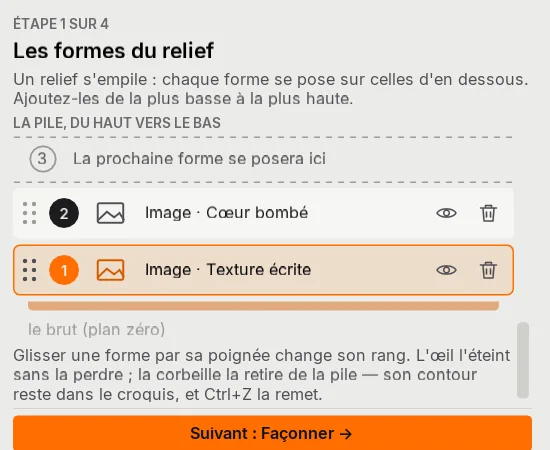 ÉTAPE 1 SUR 4
Les formes du relief
Un relief s'empile : chaque forme se pose sur celles d'en dessous.
Ajoutez-les de la plus basse à la plus haute.
LA PILE, DU HAUT VERS LE BAS
3 La prochaine forme se posera ici
2 Image · Cœur bombé
1 Image · Texture écrite
le brut (plan zéro)
Glisser une forme par sa poignée change son rang. L'œil l'éteint
sans la perdre ; la corbeille la retire de la pile — son contour
reste dans le croquis, et Ctrl+Z la remet.
Suivant : Façonner →